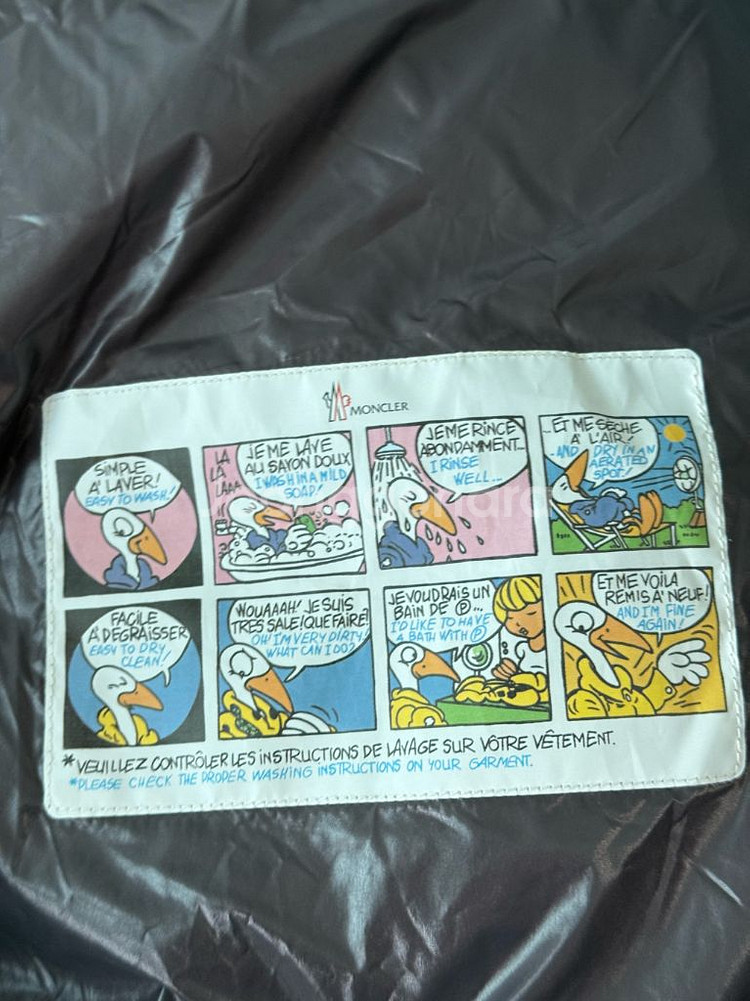 MONCLER
SIMPLE
A' LAVER!
EASY TO WASH!
LA
LA
LAAA
JE ME LAVE
AU SAVON DOUX
I WASH IN A MILD
SOAP!
JE ME RINCE
ABONDAMMENT...
I RINSE
WELL...
...ET ME SECHE
A' L'AIR!
-AND DRY IN AN
AERATED
SPOT!
FACILE
A' DEGRAISSER
EASY TO DRY
CLEAN!
WOUAAAH! JE SUIS
TRES SALE! QUE FAIRE?
OH! I'M VERY DIRTY!
WHAT CAN I DO?
JE VOUDRAIS UN
BAIN DE Ⓟ...
I'D LIKE TO HAVE
A BATH WITH Ⓟ
ET ME VOILA
REMIS A' NEUF!
AND I'M FINE
AGAIN!
*VEUILLEZ CONTRÔLER LES INSTRUCTIONS DE LAVAGE SUR VÔTRE VÊTEMENT.
*PLEASE CHECK THE PROPER WASHING INSTRUCTIONS ON YOUR GARMENT.